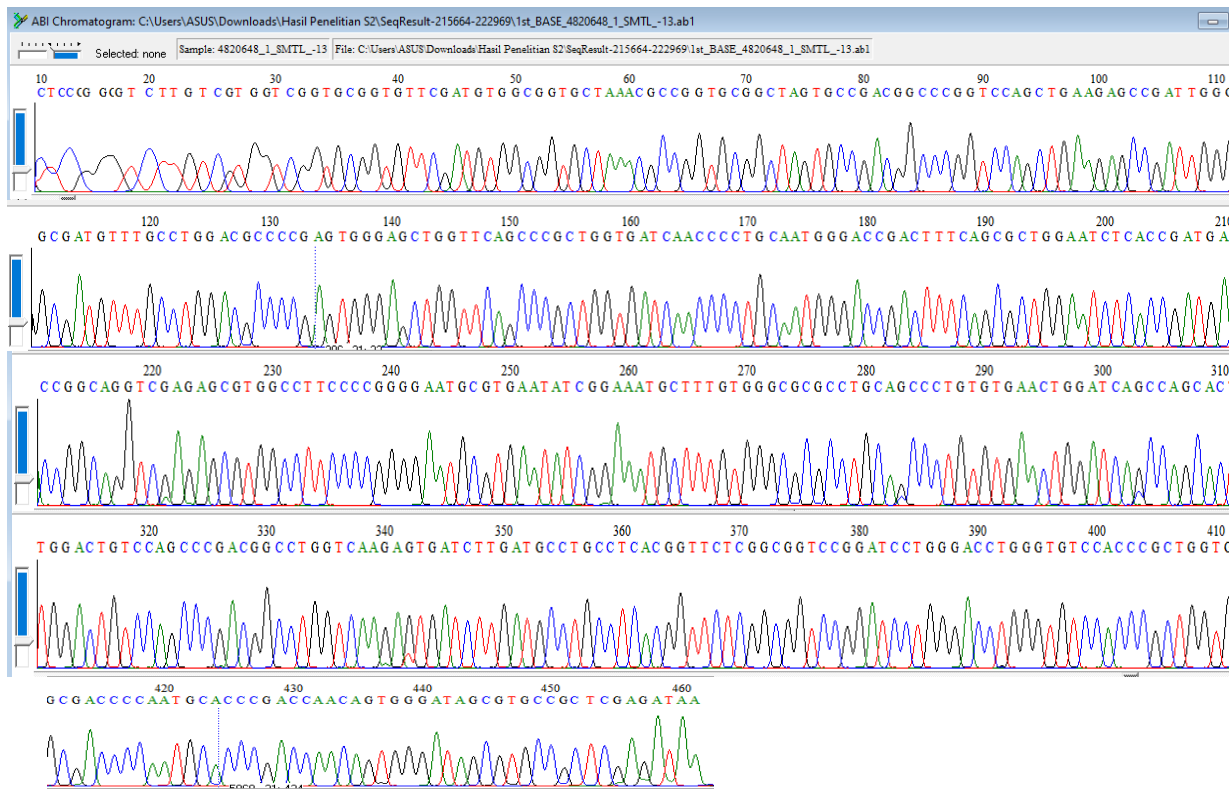 ABI Chromatogram: C:\Users\ASUS\Downloads\Hasil Penelitian S2\SeqResult-215664-222969\1st_BASE_4820648_1_SMTL_-13.ab1
Selected: none Sample: 4820648_1_SMTL_-13 File: C:\Users\ASUS\Downloads\Hasil Penelitian S2\SeqResult-215664-222969\1st_BASE_4820648_1_SMTL_-13.ab1
10 20 30 40 50 60 70 80 90 100 110
CTCCGGGCGTCTTGTCGTGGTCGGTGCGGTGTTCGATGTGGCGGTGCTAAACGCCGGTGCGGCTAGTGCCGACGGCCCGGTCCAGCTGAAGAGCCGATTGGG
120 130 140 150 160 170 180 190 200 210
GCGATGTTTGCCTGGACGCCCCGAGTGGGAGCTGGTTCAGCCCGCTGGTGATCAACCCCTGCAATGGGACCGACTTTCAGCGCTGGAATCTCACCGATGA
220 230 240 250 260 270 280 290 300 310
CCGGCAGGTCGAGAGCGTGGCCTTCCCCGGGGAATGCGTGAATATCGGAAATGCTTTGTGGGCGCGCCTGCAGCCCTGTGTGAACTGGATCAGCCAGCACT
320 330 340 350 360 370 380 390 400 410
TGGACTGTCCAGCCCGACGGCCTGGTCAAGAGTGATCTTGATGCCTGCCTCACGGTTCTCGGCGGTCCGGATCCTGGGACCTGGGTGTCCACCCGCTGGTG
420 430 440 450 460
GCGACCCCAATGCACCCGACCAACAGTGGGATAGCGTGCCGCTCGAGATAA